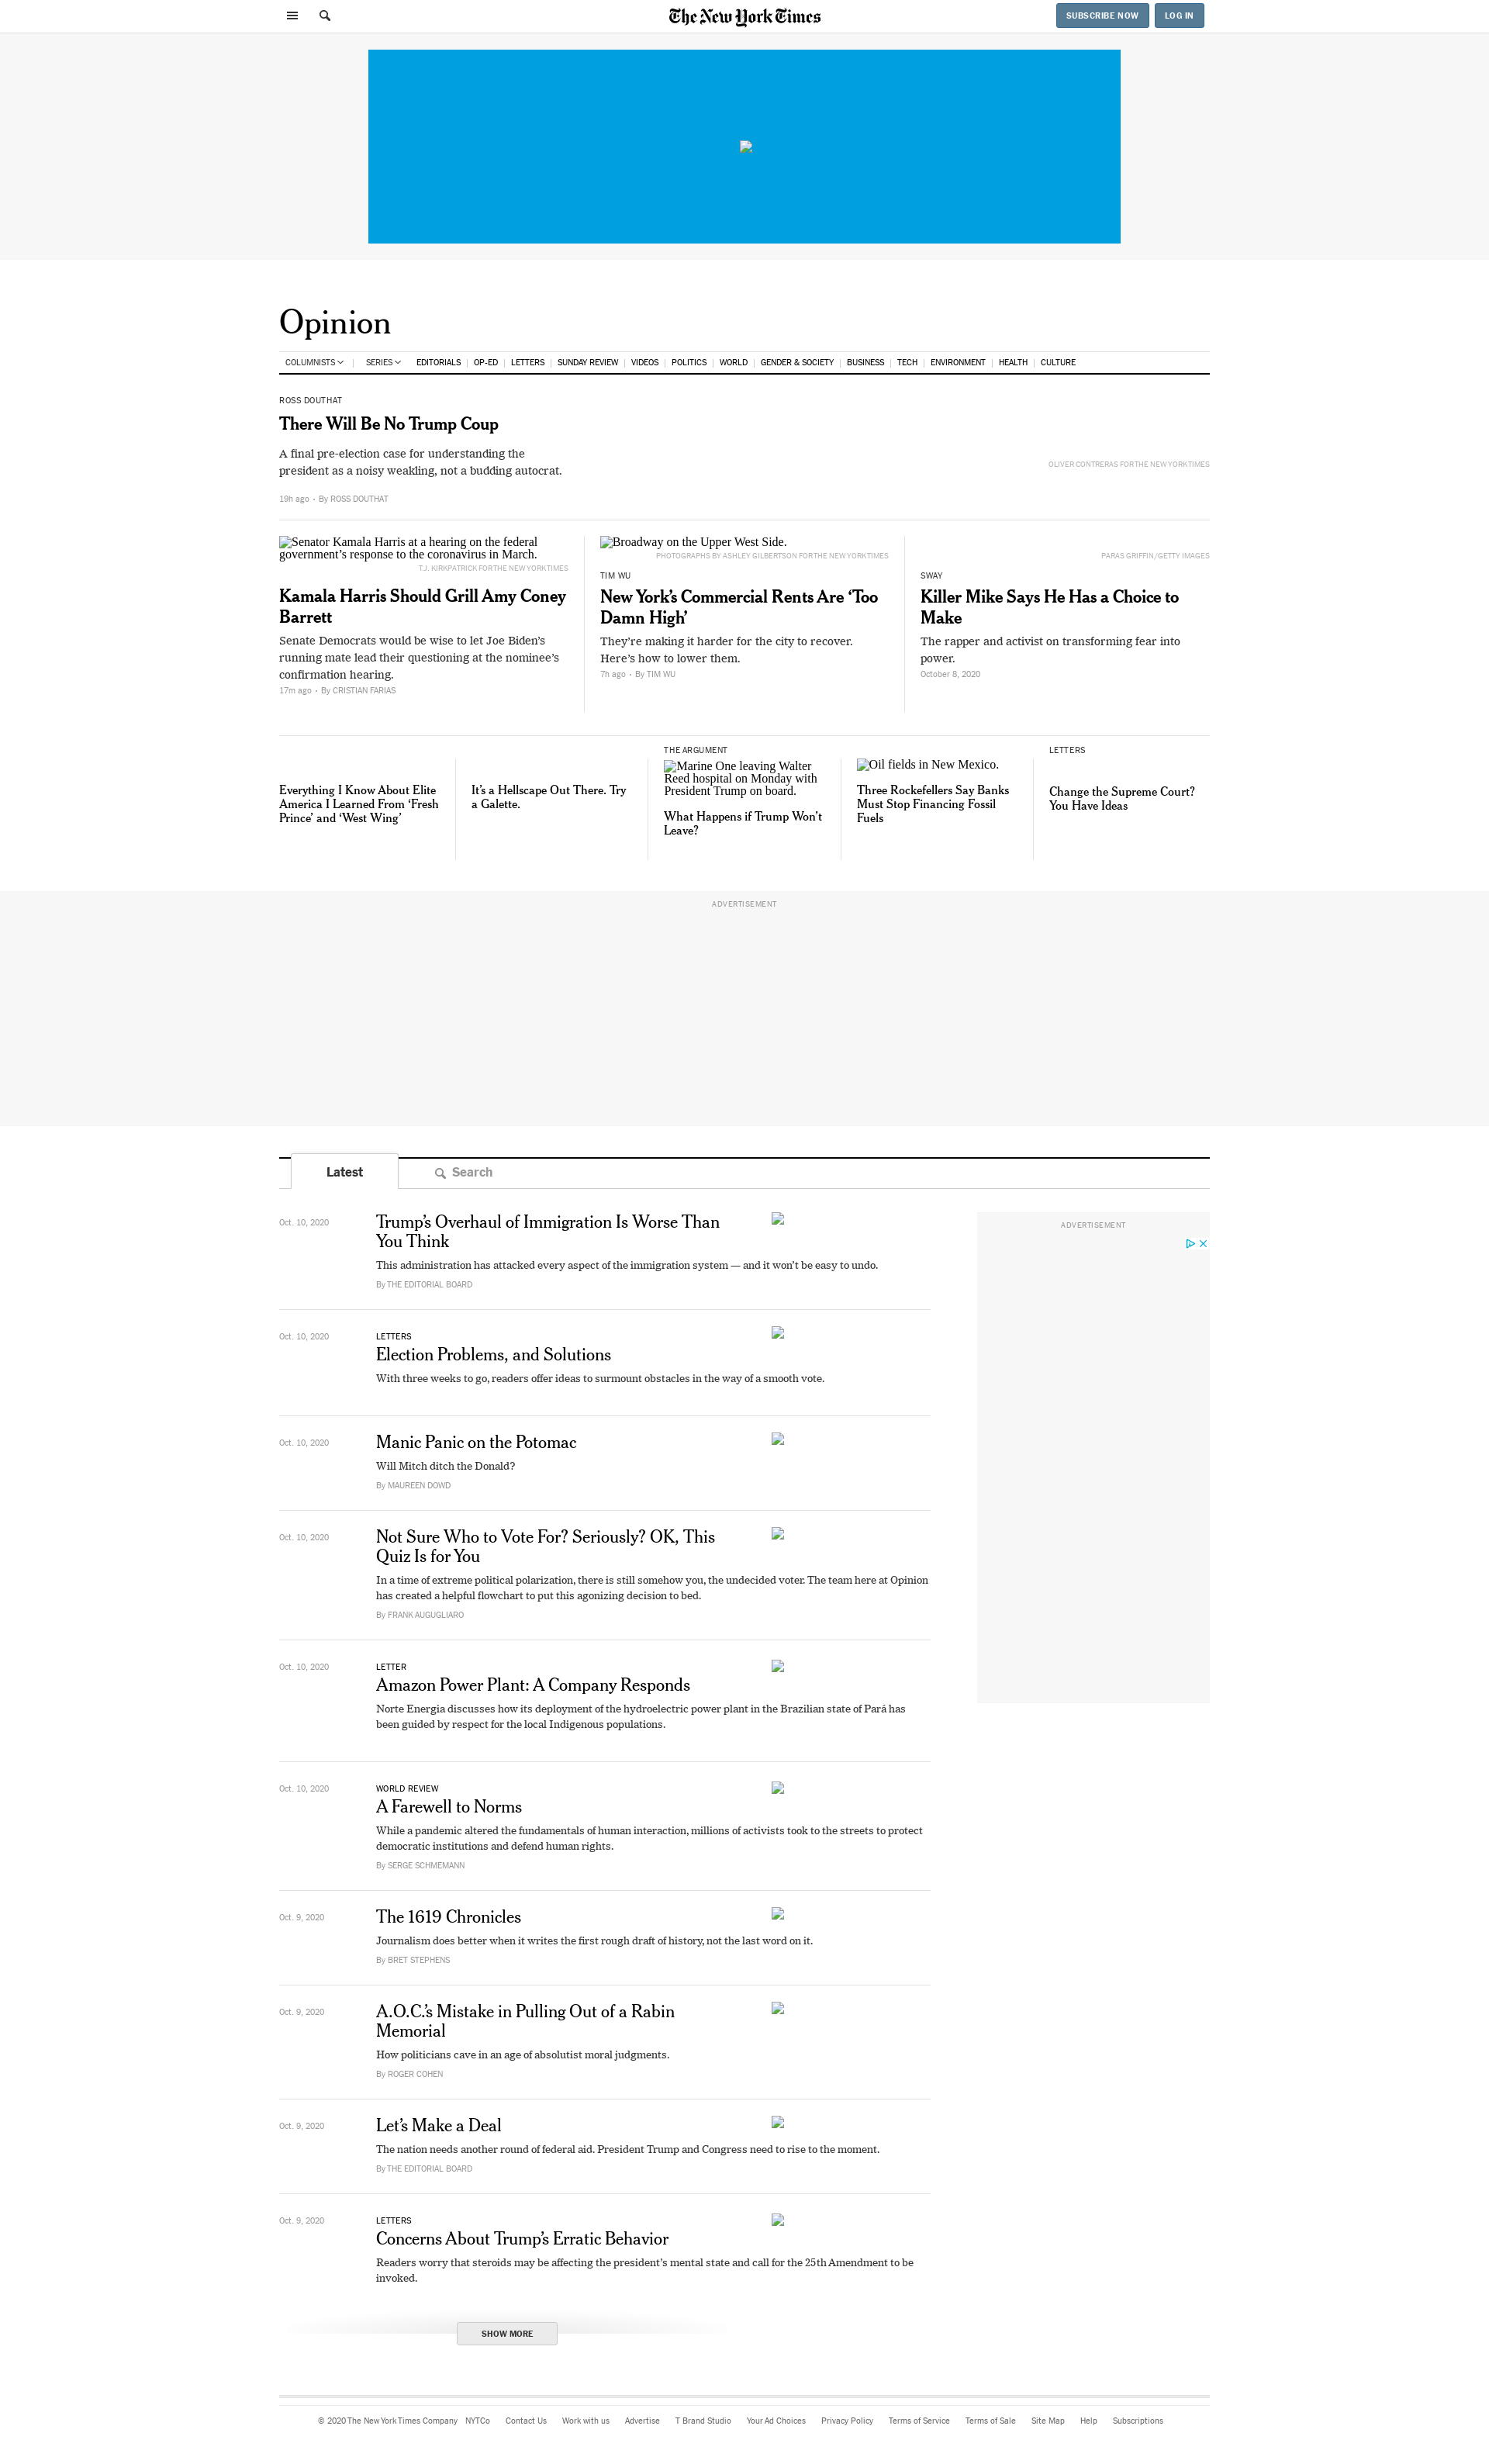 The New York Times
SUBSCRIBE NOW
LOG IN
Opinion
COLUMNISTS
SERIES
EDITORIALS
OP-ED
LETTERS
SUNDAY REVIEW
VIDEOS
POLITICS
WORLD
GENDER & SOCIETY
BUSINESS
TECH
ENVIRONMENT
HEALTH
CULTURE
ROSS DOUTHAT
There Will Be No Trump Coup
A final pre-election case for understanding the
president as a noisy weakling, not a budding autocrat.
19h ago • By ROSS DOUTHAT
OLIVER CONTRERAS FOR THE NEW YORK TIMES
Senator Kamala Harris at a hearing on the federal
government’s response to the coronavirus in March.
T.J. KIRKPATRICK FOR THE NEW YORK TIMES
Kamala Harris Should Grill Amy Coney
Barrett
Senate Democrats would be wise to let Joe Biden’s
running mate lead their questioning at the nominee’s
confirmation hearing.
17m ago • By CRISTIAN FARIAS
Broadway on the Upper West Side.
PHOTOGRAPHS BY ASHLEY GILBERTSON FOR THE NEW YORK TIMES
TIM WU
New York’s Commercial Rents Are ‘Too
Damn High’
They’re making it harder for the city to recover.
Here’s how to lower them.
7h ago • By TIM WU
PARAS GRIFFIN/GETTY IMAGES
SWAY
Killer Mike Says He Has a Choice to
Make
The rapper and activist on transforming fear into
power.
October 8, 2020
Everything I Know About Elite
America I Learned From ‘Fresh
Prince’ and ‘West Wing’
It’s a Hellscape Out There. Try
a Galette.
THE ARGUMENT
Marine One leaving Walter
Reed hospital on Monday with
President Trump on board.
What Happens if Trump Won’t
Leave?
Oil fields in New Mexico.
Three Rockefellers Say Banks
Must Stop Financing Fossil
Fuels
LETTERS
Change the Supreme Court?
You Have Ideas
ADVERTISEMENT
Latest
Search
ADVERTISEMENT
Oct. 10, 2020
Trump’s Overhaul of Immigration Is Worse Than
You Think
This administration has attacked every aspect of the immigration system — and it won’t be easy to undo.
By THE EDITORIAL BOARD
Oct. 10, 2020
LETTERS
Election Problems, and Solutions
With three weeks to go, readers offer ideas to surmount obstacles in the way of a smooth vote.
Oct. 10, 2020
Manic Panic on the Potomac
Will Mitch ditch the Donald?
By MAUREEN DOWD
Oct. 10, 2020
Not Sure Who to Vote For? Seriously? OK, This
Quiz Is for You
In a time of extreme political polarization, there is still somehow you, the undecided voter. The team here at Opinion
has created a helpful flowchart to put this agonizing decision to bed.
By FRANK AUGUGLIARO
Oct. 10, 2020
LETTER
Amazon Power Plant: A Company Responds
Norte Energia discusses how its deployment of the hydroelectric power plant in the Brazilian state of Pará has
been guided by respect for the local Indigenous populations.
Oct. 10, 2020
WORLD REVIEW
A Farewell to Norms
While a pandemic altered the fundamentals of human interaction, millions of activists took to the streets to protect
democratic institutions and defend human rights.
By SERGE SCHMEMANN
Oct. 9, 2020
The 1619 Chronicles
Journalism does better when it writes the first rough draft of history, not the last word on it.
By BRET STEPHENS
Oct. 9, 2020
A.O.C.’s Mistake in Pulling Out of a Rabin
Memorial
How politicians cave in an age of absolutist moral judgments.
By ROGER COHEN
Oct. 9, 2020
Let’s Make a Deal
The nation needs another round of federal aid. President Trump and Congress need to rise to the moment.
By THE EDITORIAL BOARD
Oct. 9, 2020
LETTERS
Concerns About Trump’s Erratic Behavior
Readers worry that steroids may be affecting the president’s mental state and call for the 25th Amendment to be
invoked.
SHOW MORE
© 2020 The New York Times Company
NYTCo
Contact Us
Work with us
Advertise
T Brand Studio
Your Ad Choices
Privacy Policy
Terms of Service
Terms of Sale
Site Map
Help
Subscriptions